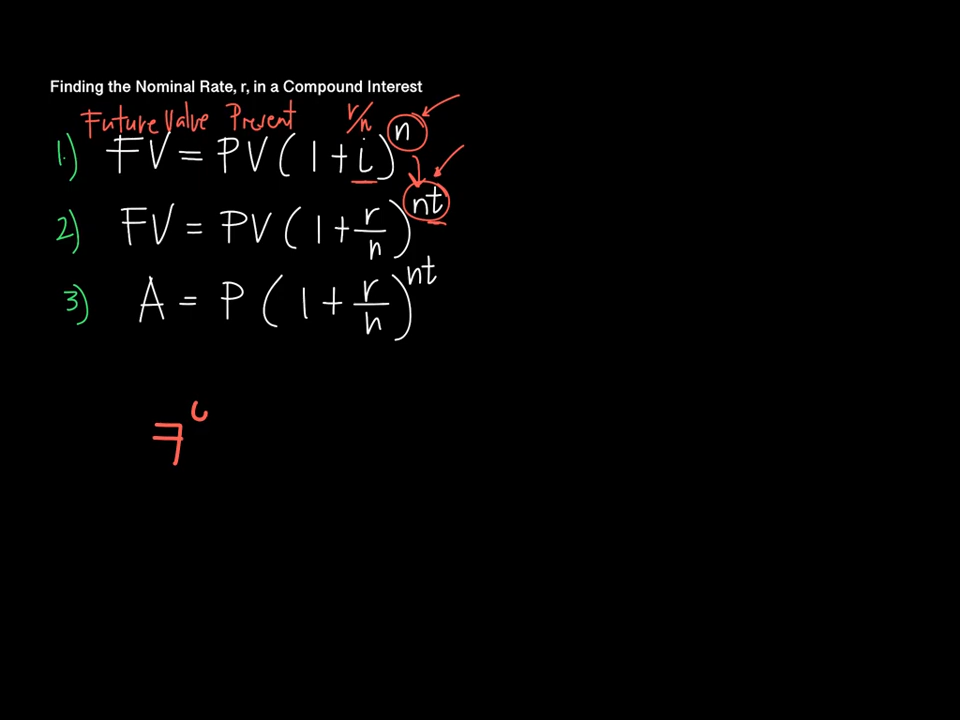 Finding the Nominal Rate, r, in a Compound Interest
Future Value Present r/n
1.) FV = PV ( 1 + i )^n
2) FV = PV ( 1 + r/n )^nt
3) A = P ( 1 + r/n )^nt
7